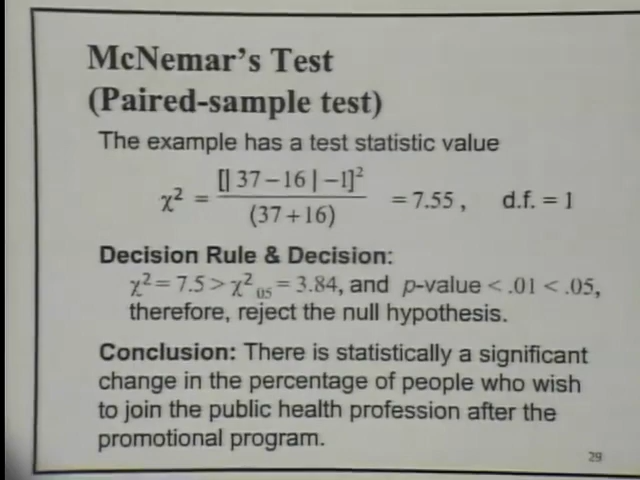 McNemar's Test
(Paired-sample test)
The example has a test statistic value
χ² = [| 37 − 16 | −1]² / (37 + 16) = 7.55 , d.f. = 1
Decision Rule & Decision:
χ² = 7.5 > χ² .05 = 3.84, and p-value < .01 < .05,
therefore, reject the null hypothesis.
Conclusion: There is statistically a significant
change in the percentage of people who wish
to join the public health profession after the
promotional program.
29